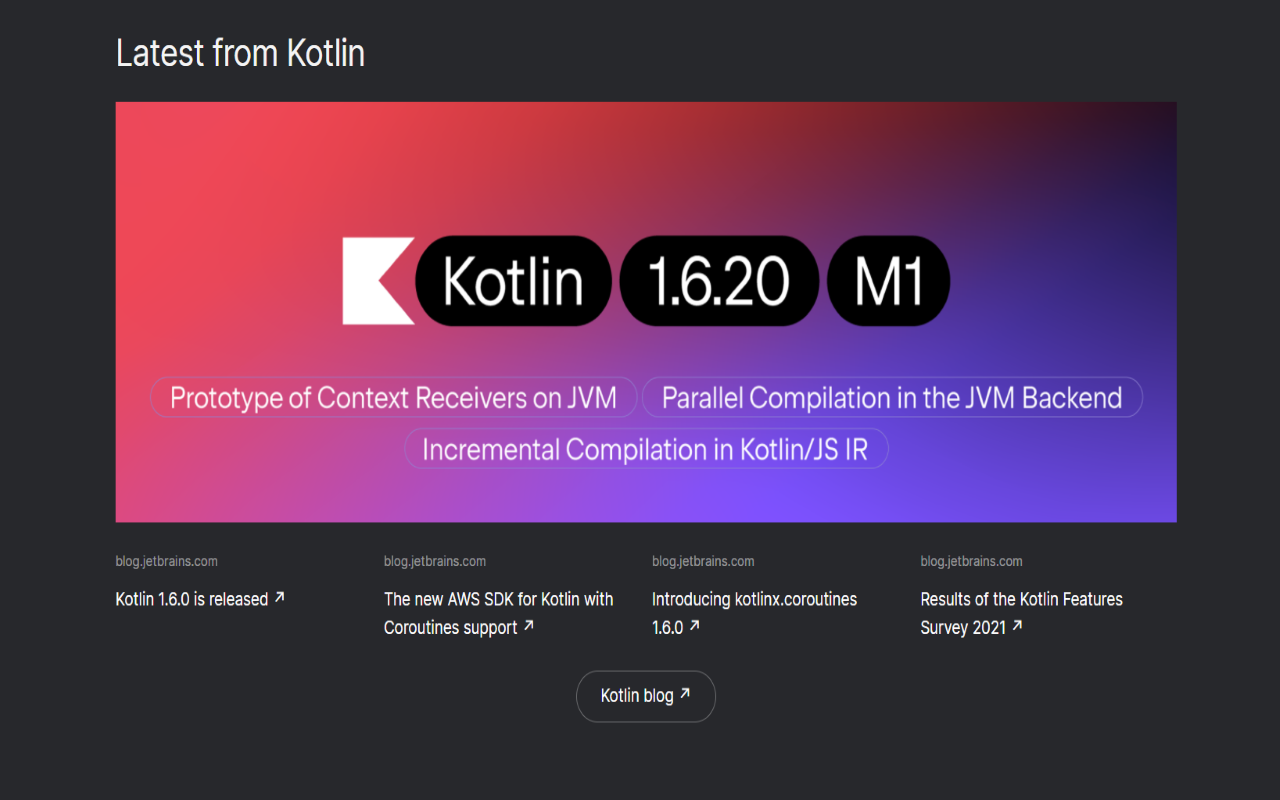 Latest from Kotlin
Kotlin 1.6.20 M1
Prototype of Context Receivers on JVM Parallel Compilation in the JVM Backend
Incremental Compilation in Kotlin/JS IR
blog.jetbrains.com
Kotlin 1.6.0 is released ↗
blog.jetbrains.com
The new AWS SDK for Kotlin with
Coroutines support ↗
blog.jetbrains.com
Introducing kotlinx.coroutines
1.6.0 ↗
blog.jetbrains.com
Results of the Kotlin Features
Survey 2021 ↗
Kotlin blog ↗